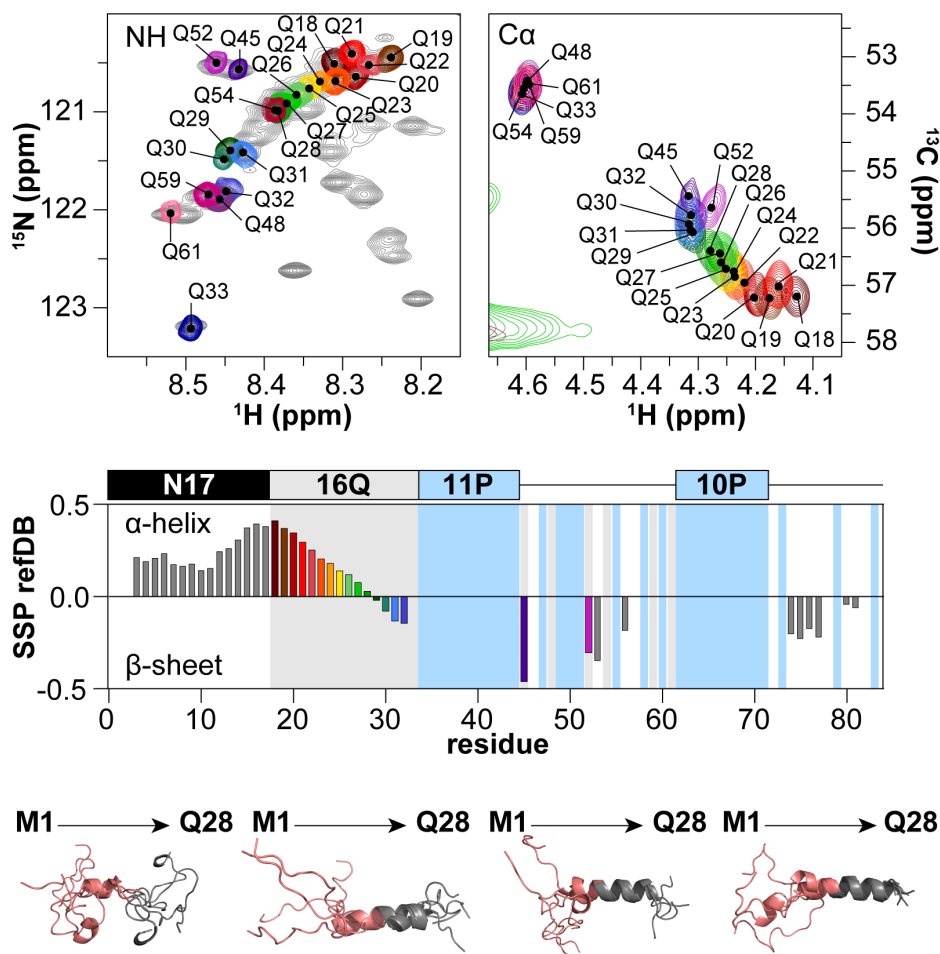 NH
Q52
Q45
Q18
Q21
Q24
Q26
Q19
Q22
Q20
Q23
Q25
Q27
Q28
Q54
Q29
Q30
Q31
Q59
Q32
Q48
Q61
Q33
121
122
123
15N (ppm)
8.5
8.4
8.3
8.2
1H (ppm)
Cα
Q48
Q61
Q33
Q59
Q54
Q45
Q52
Q32
Q28
Q30
Q26
Q24
Q31
Q22
Q29
Q21
Q27
Q25
Q23
Q20
Q19
Q18
53
54
55
56
57
58
13C (ppm)
4.6
4.5
4.4
4.3
4.2
4.1
1H (ppm)
N17
16Q
11P
10P
0.5
0.0
-0.5
SSP refDB
α-helix
β-sheet
0
10
20
30
40
50
60
70
80
residue
M1
Q28
M1
Q28
M1
Q28
M1
Q28